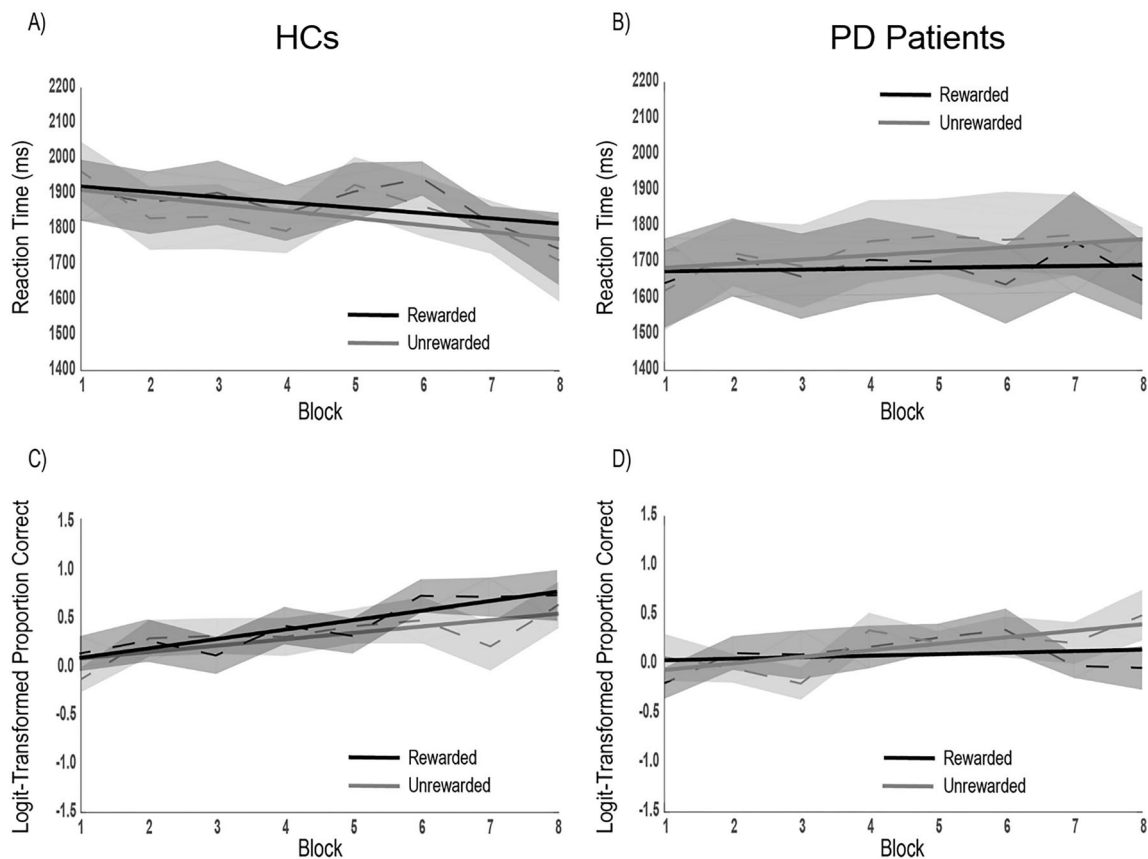 A)
HCs
B)
PD Patients
Reaction Time (ms)
2200
2100
2000
1900
1800
1700
1600
1500
1400
1 2 3 4 5 6 7 8
Block
Rewarded
Unrewarded
Reaction Time (ms)
2200
2100
2000
1900
1800
1700
1600
1500
1400
1 2 3 4 5 6 7 8
Block
Rewarded
Unrewarded
C)
D)
Logit-Transformed Proportion Correct
1.5
1.0
0.5
0.0
-0.5
-1.0
-1.5
1 2 3 4 5 6 7 8
Block
Rewarded
Unrewarded
Logit-Transformed Proportion Correct
1.5
1.0
0.5
0.0
-0.5
-1.0
-1.5
1 2 3 4 5 6 7 8
Block
Rewarded
Unrewarded